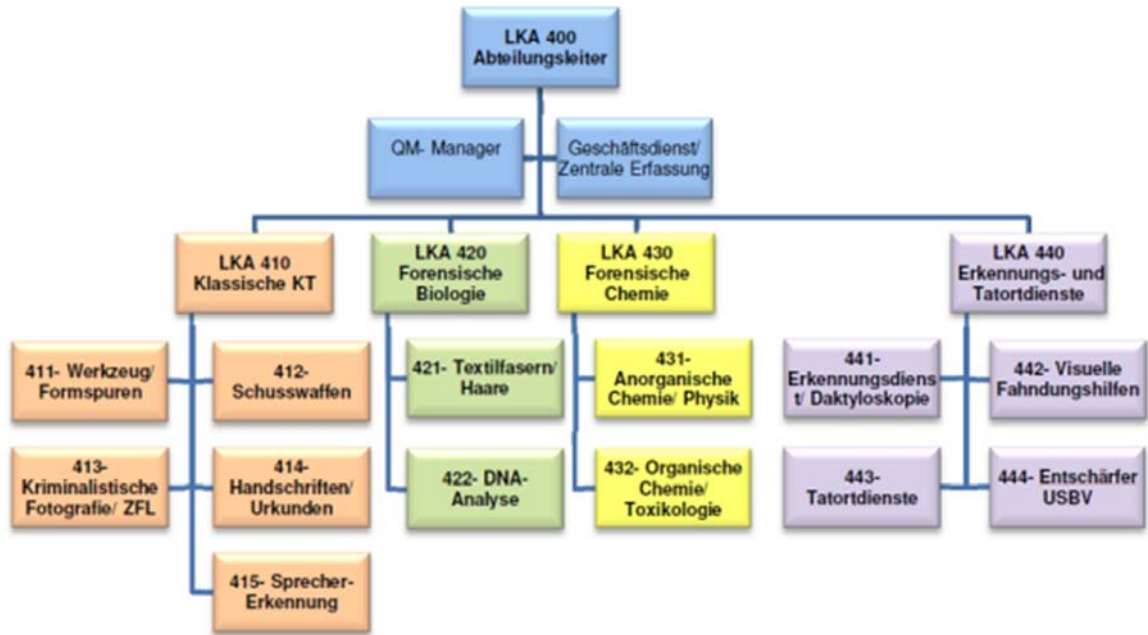 LKA 400
Abteilungsleiter
QM- Manager
Geschäftsdienst/
Zentrale Erfassung
LKA 410
Klassische KT
LKA 420
Forensische
Biologie
LKA 430
Forensische
Chemie
LKA 440
Erkennungs- und
Tatortdienste
411- Werkzeug/
Formspuren
412-
Schusswaffen
421- Textilfasern/
Haare
431-
Anorganische
Chemie/ Physik
441-
Erkennungsdiens
t/ Daktyloskopie
442- Visuelle
Fahndungshilfen
413-
Kriminalistische
Fotografie/ ZFL
414-
Handschriften/
Urkunden
422- DNA-
Analyse
432- Organische
Chemie/
Toxikologie
443-
Tatortdienste
444- Entschärfer
USBV
415- Sprecher-
Erkennung